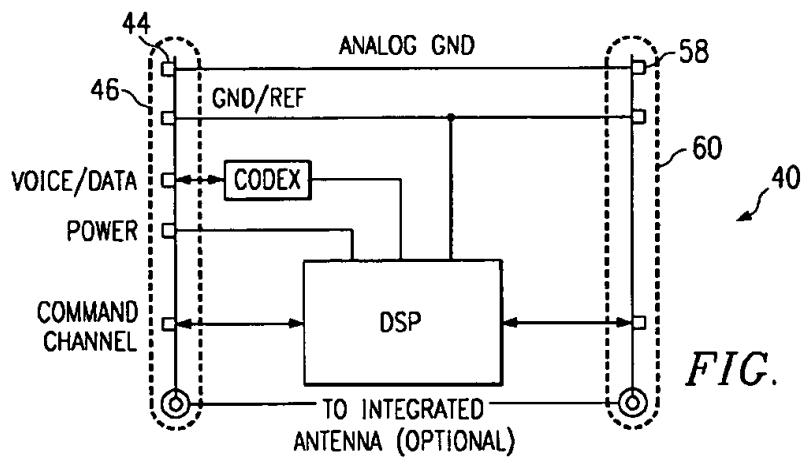 44
ANALOG GND
58
46
GND/REF
60
VOICE/DATA
CODEX
40
POWER
COMMAND
CHANNEL
DSP
FIG.
TO INTEGRATED
ANTENNA (OPTIONAL)